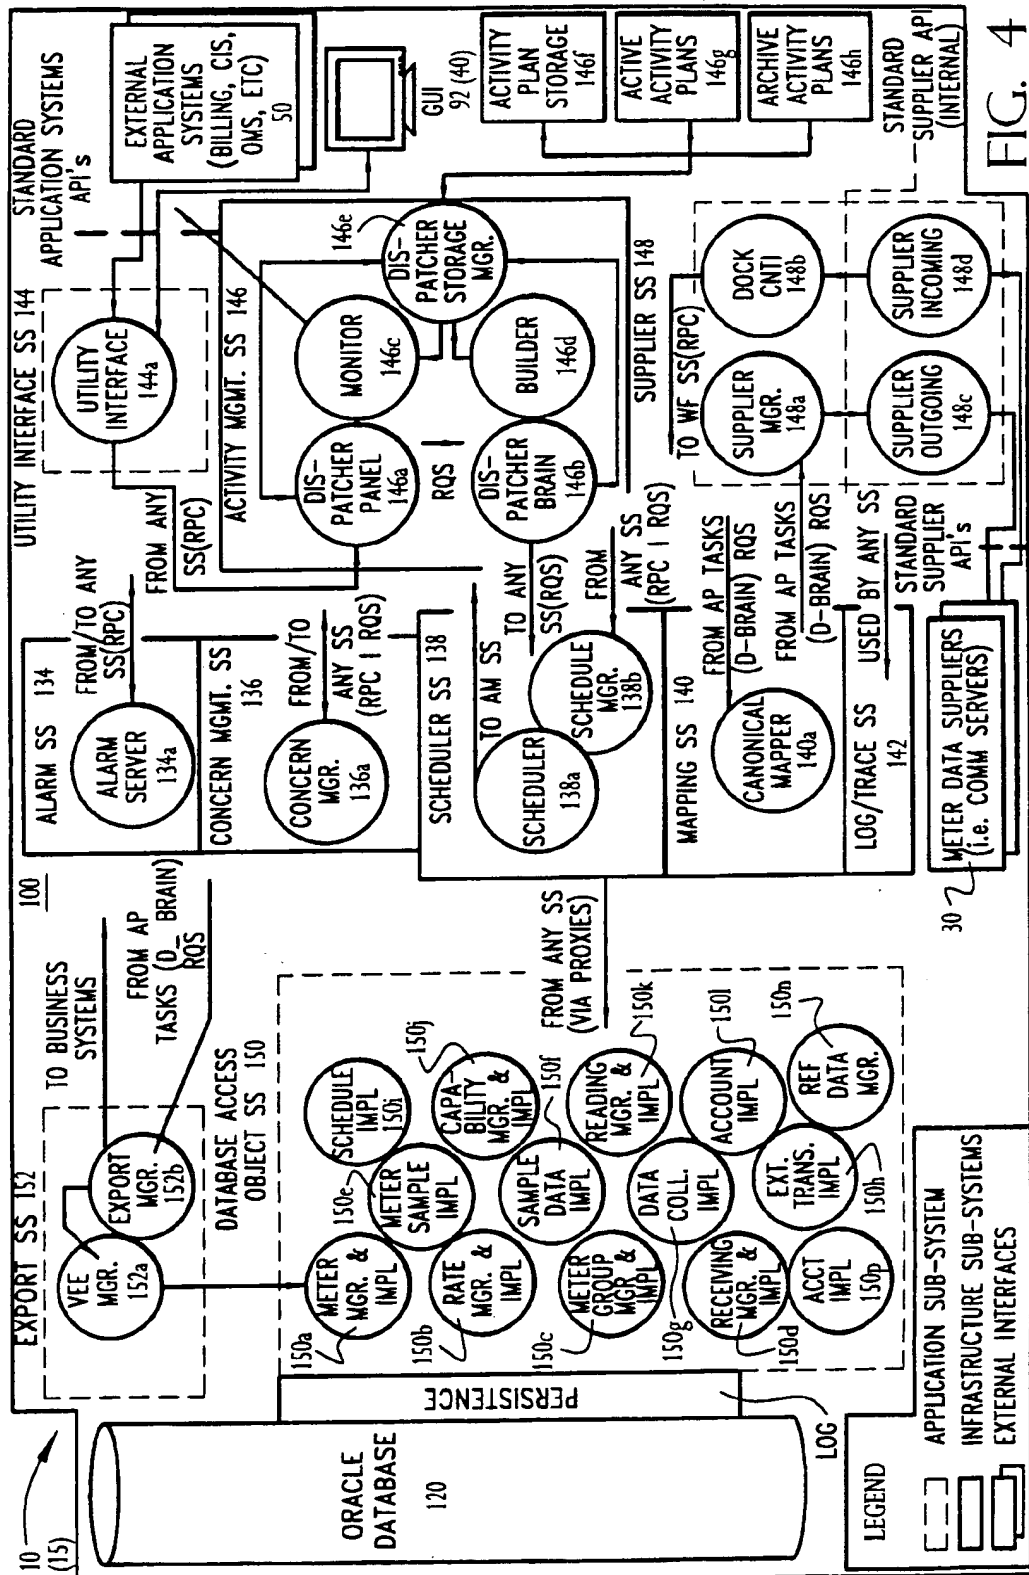 10
(15)
100
EXPORT SS 152
VEE
MGR.
152a
EXPORT
MGR.
152b
TO BUSINESS
SYSTEMS
FROM AP
TASKS (D_ BRAIN)
RQS
DATABASE ACCESS
OBJECT SS 150
ORACLE
DATABASE
120
PERSISTENCE
LOG
METER
MGR. &
IMPL
150a
RATE
MGR. &
IMPL
150b
METER
GROUP
MGR &
IMPL
150c
RECEIVING
MGR. &
IMPL
150d
ACCT
IMPL
150p
METER
SAMPLE
IMPL
150e
SAMPLE
DATA
IMPL
150f
DATA
COLL.
IMPL
150g
EXT.
TRANS.
IMPL
150h
SCHEDULE
IMPL
150i
CAPA-
BILITY
MGR. &
IMPL
150j
READING
MGR. &
IMPL
150k
ACCOUNT
IMPL
150l
REF
DATA
MGR.
150n
FROM ANY SS
(VIA PROXIES)
LEGEND
APPLICATION SUB-SYSTEM
INFRASTRUCTURE SUB-SYSTEMS
EXTERNAL INTERFACES
ALARM SS 134
ALARM
SERVER
134a
FROM/TO ANY
SS(RPC)
CONCERN MGMT. SS
136
CONCERN
MGR.
136a
FROM/TO
ANY SS
(RPC | RQS)
SCHEDULER SS 138
SCHEDULER
138a
SCHEDULE
MGR.
138b
TO AM SS
TO ANY
SS(RQS)
FROM
ANY SS
(RPC | RQS)
MAPPING SS 140
CANONICAL
MAPPER
140a
FROM AP TASKS
(D-BRAIN) RQS
FROM AP TASKS
(D-BRAIN) RQS
LOG/TRACE SS
142
USED BY ANY SS
30
METER DATA SUPPLIERS
(i.e. COMM SERVERS)
STANDARD
SUPPLIER
API's
UTILITY INTERFACE SS 144
UTILITY
INTERFACE
144a
FROM ANY
SS(RPC)
STANDARD
APPLICATION SYSTEMS
API's
EXTERNAL
APPLICATION
SYSTEMS
(BILLING, CIS,
OMS, ETC)
50
GUI
92 (40)
ACTIVITY MGMT. SS 146
DIS-
PATCHER
PANEL
146a
RQS
DIS-
PATCHER
BRAIN
146b
MONITOR
146c
BUILDER
146d
DIS-
PATCHER
STORAGE
MGR.
146e
ACTIVITY
PLAN
STORAGE
146f
ACTIVE
ACTIVITY
PLANS
146g
ARCHIVE
ACTIVITY
PLANS
146h
SUPPLIER SS 148
TO WF SS(RPC)
SUPPLIER
MGR.
148a
DOCK
CNTI
148b
SUPPLIER
OUTGOING
148c
SUPPLIER
INCOMING
148d
STANDARD
SUPPLIER API
(INTERNAL)
FIG. 4